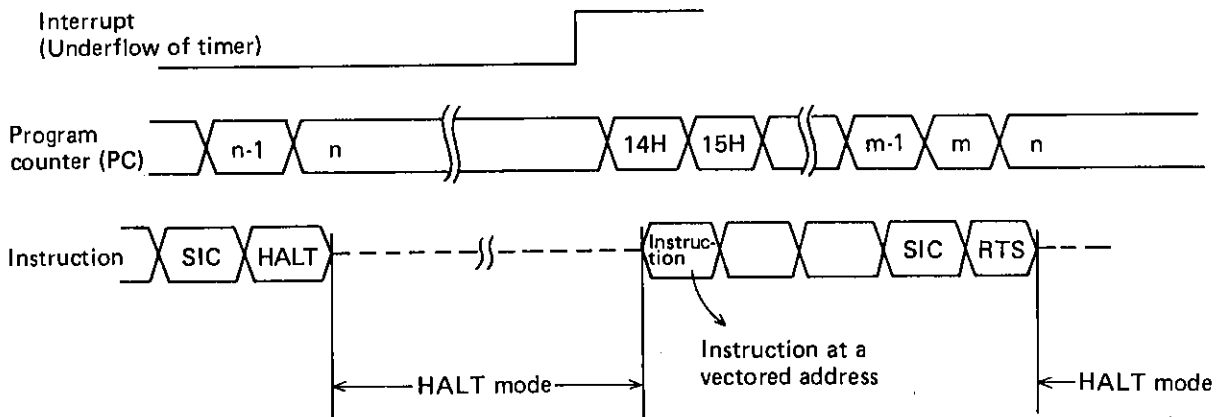 Interrupt
(Underflow of timer)
Program
counter (PC)
n-1
n
14H
15H
m-1
m
n
Instruction
SIC
HALT
Instruc-
tion
SIC
RTS
Instruction at a
vectored address
HALT mode
HALT mode